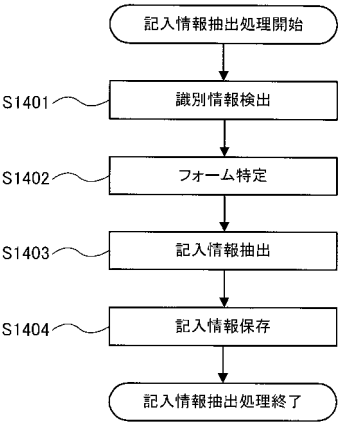 記入情報抽出処理開始
S1401 識別情報検出
S1402 フォーム特定
S1403 記入情報抽出
S1404 記入情報保存
記入情報抽出処理終了